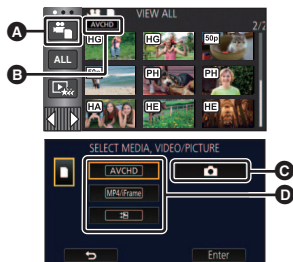 VIEW ALL
A
AVCHD
2/2
HG
HG
50p
B
ALL
50p
PH
PH
HA
HE
HE
SELECT MEDIA, VIDEO/PICTURE
AVCHD
C
MP4/iFrame
D
Enter